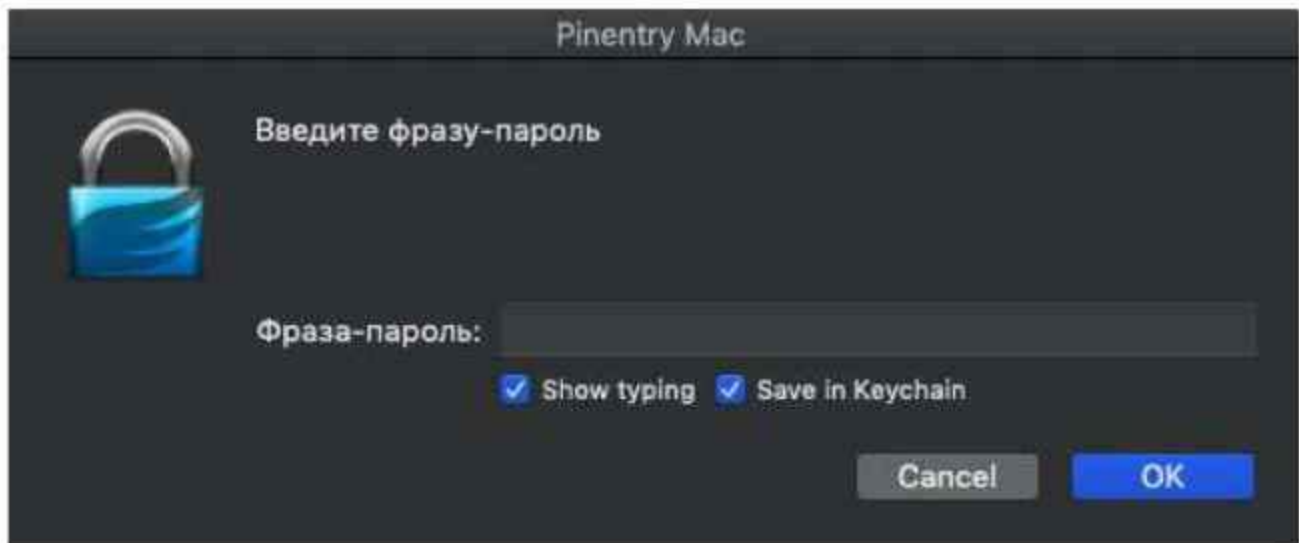 Pinentry Mac
Введите фразу-пароль
Фраза-пароль:
Show typing Save in Keychain
Cancel OK